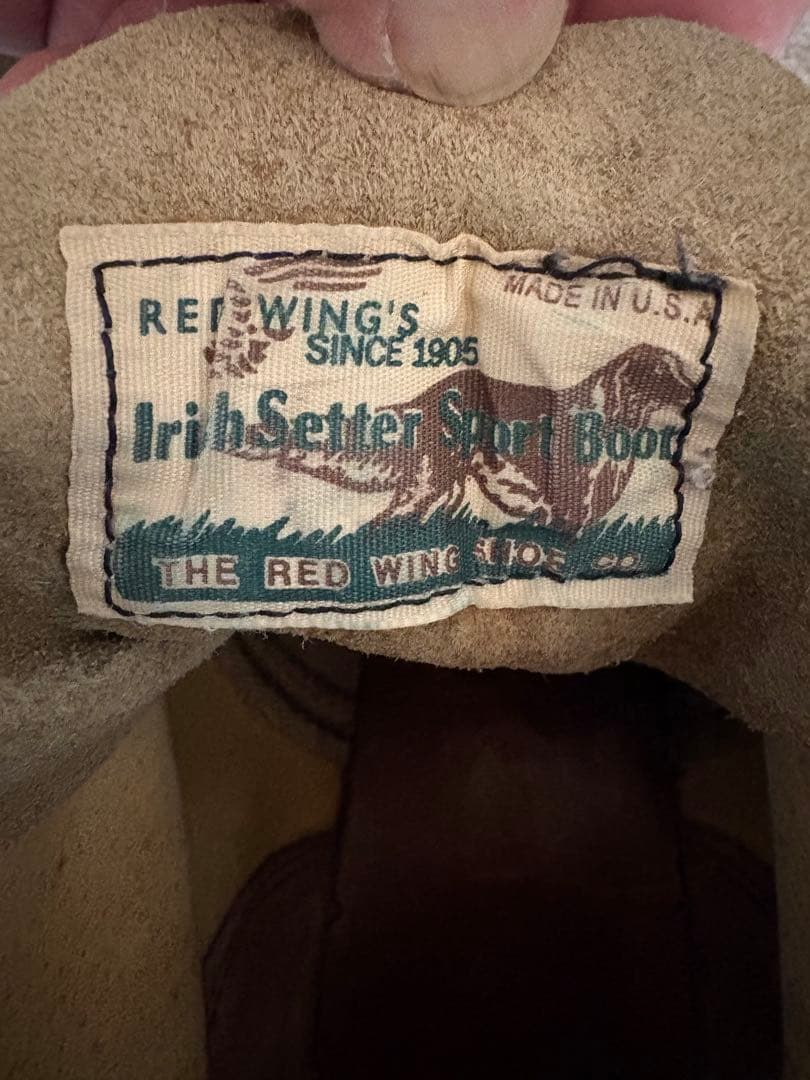 RED WING'S
MADE IN U.S.A
SINCE 1905
Irish Setter Sport Boot
THE RED WING SHOE CO